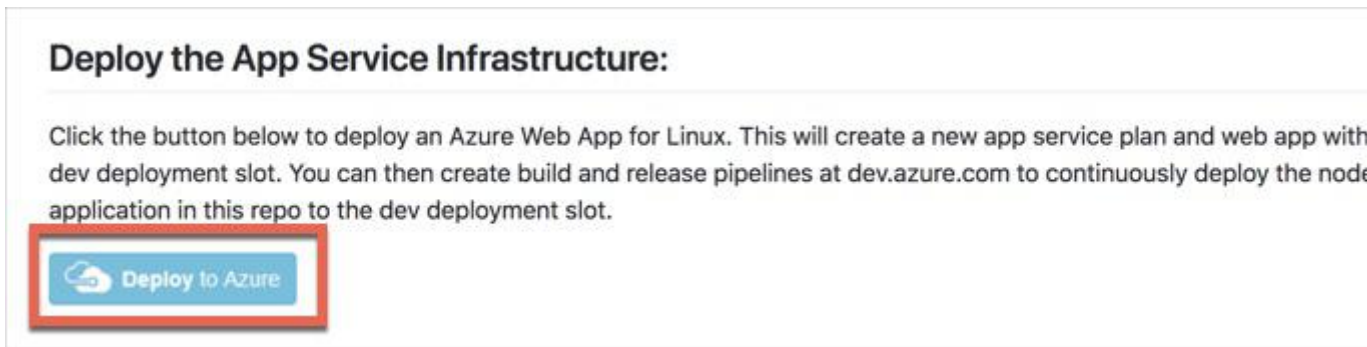 Deploy the App Service Infrastructure:
Click the button below to deploy an Azure Web App for Linux. This will create a new app service plan and web app with
dev deployment slot. You can then create build and release pipelines at dev.azure.com to continuously deploy the node
application in this repo to the dev deployment slot.
Deploy to Azure